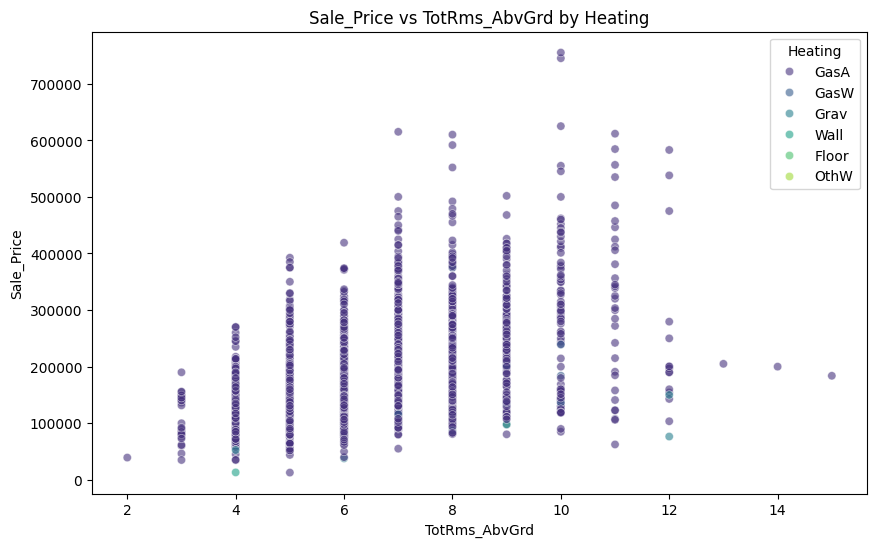 Sale_Price vs TotRms_AbvGrd by Heating
Heating
GasA
GasW
Grav
Wall
Floor
OthW
700000
600000
500000
400000
300000
200000
100000
0
Sale_Price
2 4 6 8 10 12 14
TotRms_AbvGrd